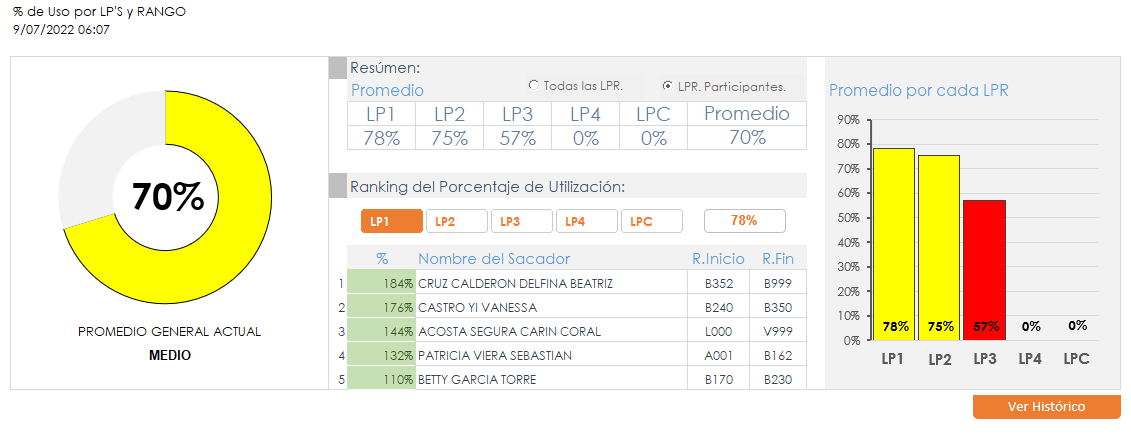 % de Uso por LP'S y RANGO
9/07/2022 06:07
70%
PROMEDIO GENERAL ACTUAL
MEDIO
Resúmen:
Promedio
Todas las LPR.
LPR. Participantes.
LP1 LP2 LP3 LP4 LPC Promedio
78% 75% 57% 0% 0% 70%
Ranking del Porcentaje de Utilización:
LP1 LP2 LP3 LP4 LPC 78%
% Nombre del Sacador R.Inicio R.Fin
1 184% CRUZ CALDERON DELFINA BEATRIZ B352 B999
2 176% CASTRO YI VANESSA B240 B350
3 144% ACOSTA SEGURA CARIN CORAL L000 V999
4 132% PATRICIA VIERA SEBASTIAN A001 B162
5 110% BETTY GARCIA TORRE B170 B230
Promedio por cada LPR
90%
80%
70%
60%
50%
40%
30%
20%
10%
0%
78% 75% 57% 0% 0%
LP1 LP2 LP3 LP4 LPC
Ver Histórico